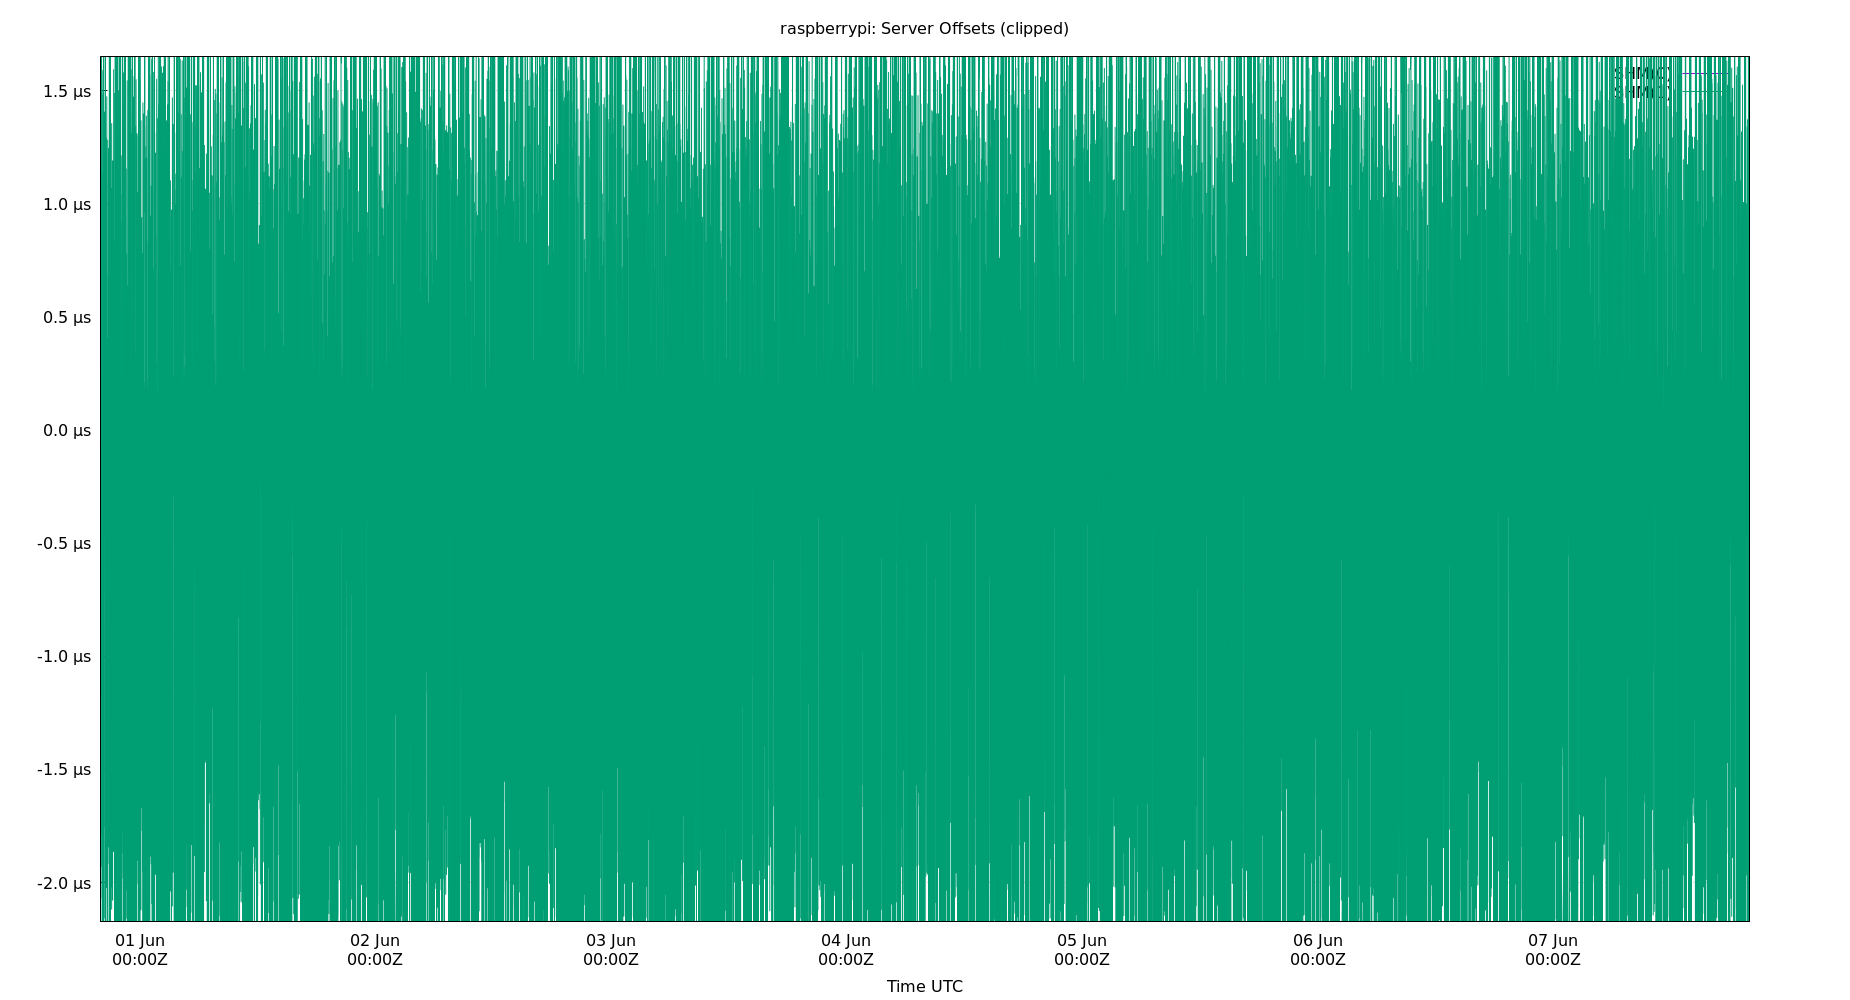 raspberrypi: Server Offsets (clipped)
SHM(0)
1.5 µs
1.0 µs
0.5 µs
0.0 µs
-0.5 µs
-1.0 µs
-1.5 µs
-2.0 µs
01 Jun 02 Jun 03 Jun 04 Jun 05 Jun 06 Jun 07 Jun
00:00Z 00:00Z 00:00Z 00:00Z 00:00Z 00:00Z 00:00Z
Time UTC